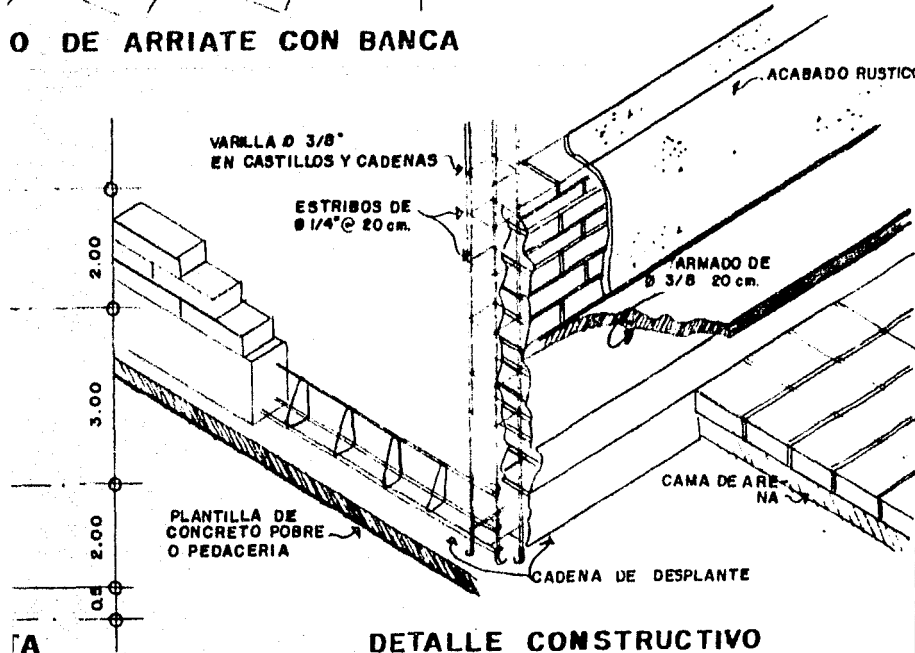 O DE ARRIATE CON BANCA
ACABADO RUSTICO
VARILLA Ø 3/8"
EN CASTILLOS Y CADENAS
ESTRIBOS DE
Ø 1/4" @ 20 cm.
ARMADO DE
Ø 3/8 20 cm.
2.00
3.00
2.00
0.5
CAMA DE ARE
NA
PLANTILLA DE
CONCRETO POBRE
O PEDACERIA
CADENA DE DESPLANTE
TA
DETALLE CONSTRUCTIVO